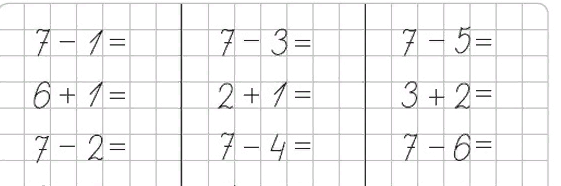 7 - 1 =
6 + 1 =
7 - 2 =
7 - 3 =
2 + 1 =
7 - 4 =
7 - 5 =
3 + 2 =
7 - 6 =